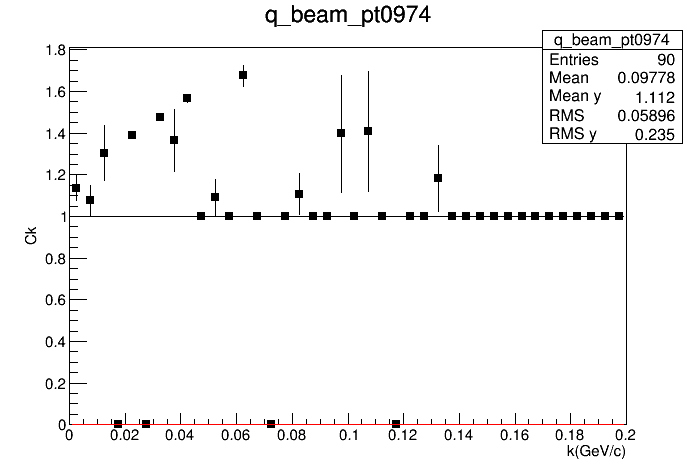 q_beam_pt0974
q_beam_pt0974
Entries 90
Mean 0.09778
Mean y 1.112
RMS 0.05896
RMS y 0.235
Ck
1.8
1.6
1.4
1.2
1
0.8
0.6
0.4
0.2
0
0 0.02 0.04 0.06 0.08 0.1 0.12 0.14 0.16 0.18 0.2
k(GeV/c)